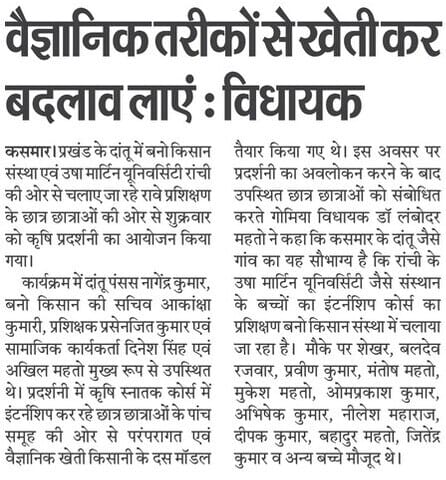 वैज्ञानिक तरीकों से खेती कर
बदलाव लाएं : विधायक
कसमार। प्रखंड के दांतू में बनो किसान
संस्था एवं उषा मार्टिन यूनिवर्सिटी रांची
की ओर से चलाए जा रहे रावे प्रशिक्षण
के छात्र छात्राओं की ओर से शुक्रवार
को कृषि प्रदर्शनी का आयोजन किया
गया।
कार्यक्रम में दांतू पंसस नागेंद्र कुमार,
बनो किसान की सचिव आकांक्षा
कुमारी, प्रशिक्षक प्रसेनजित कुमार एवं
सामाजिक कार्यकर्ता दिनेश सिंह एवं
अखिल महतो मुख्य रूप से उपस्थित
थे। प्रदर्शनी में कृषि स्नातक कोर्स में
इंटर्नशिप कर रहे छात्र छात्राओं के पांच
समूह की ओर से परंपरागत एवं
वैज्ञानिक खेती किसानी के दस मॉडल
तैयार किया गए थे। इस अवसर पर
प्रदर्शनी का अवलोकन करने के बाद
उपस्थित छात्र छात्राओं को संबोधित
करते गोमिया विधायक डॉ लंबोदर
महतो ने कहा कि कसमार के दांतू जैसे
गांव का यह सौभाग्य है कि रांची के
उषा मार्टिन यूनिवर्सिटी जैसे संस्थान
के बच्चों का इंटर्नशिप कोर्स का
प्रशिक्षण बनो किसान संस्था में चलाया
जा रहा है। मौके पर शेखर, बलदेव
रजवार, प्रवीण कुमार, मंतोष महतो,
मुकेश महतो, ओमप्रकाश कुमार,
अभिषेक कुमार, नीलेश महाराज,
दीपक कुमार, बहादुर महतो, जितेंद्र
कुमार व अन्य बच्चे मौजूद थे।